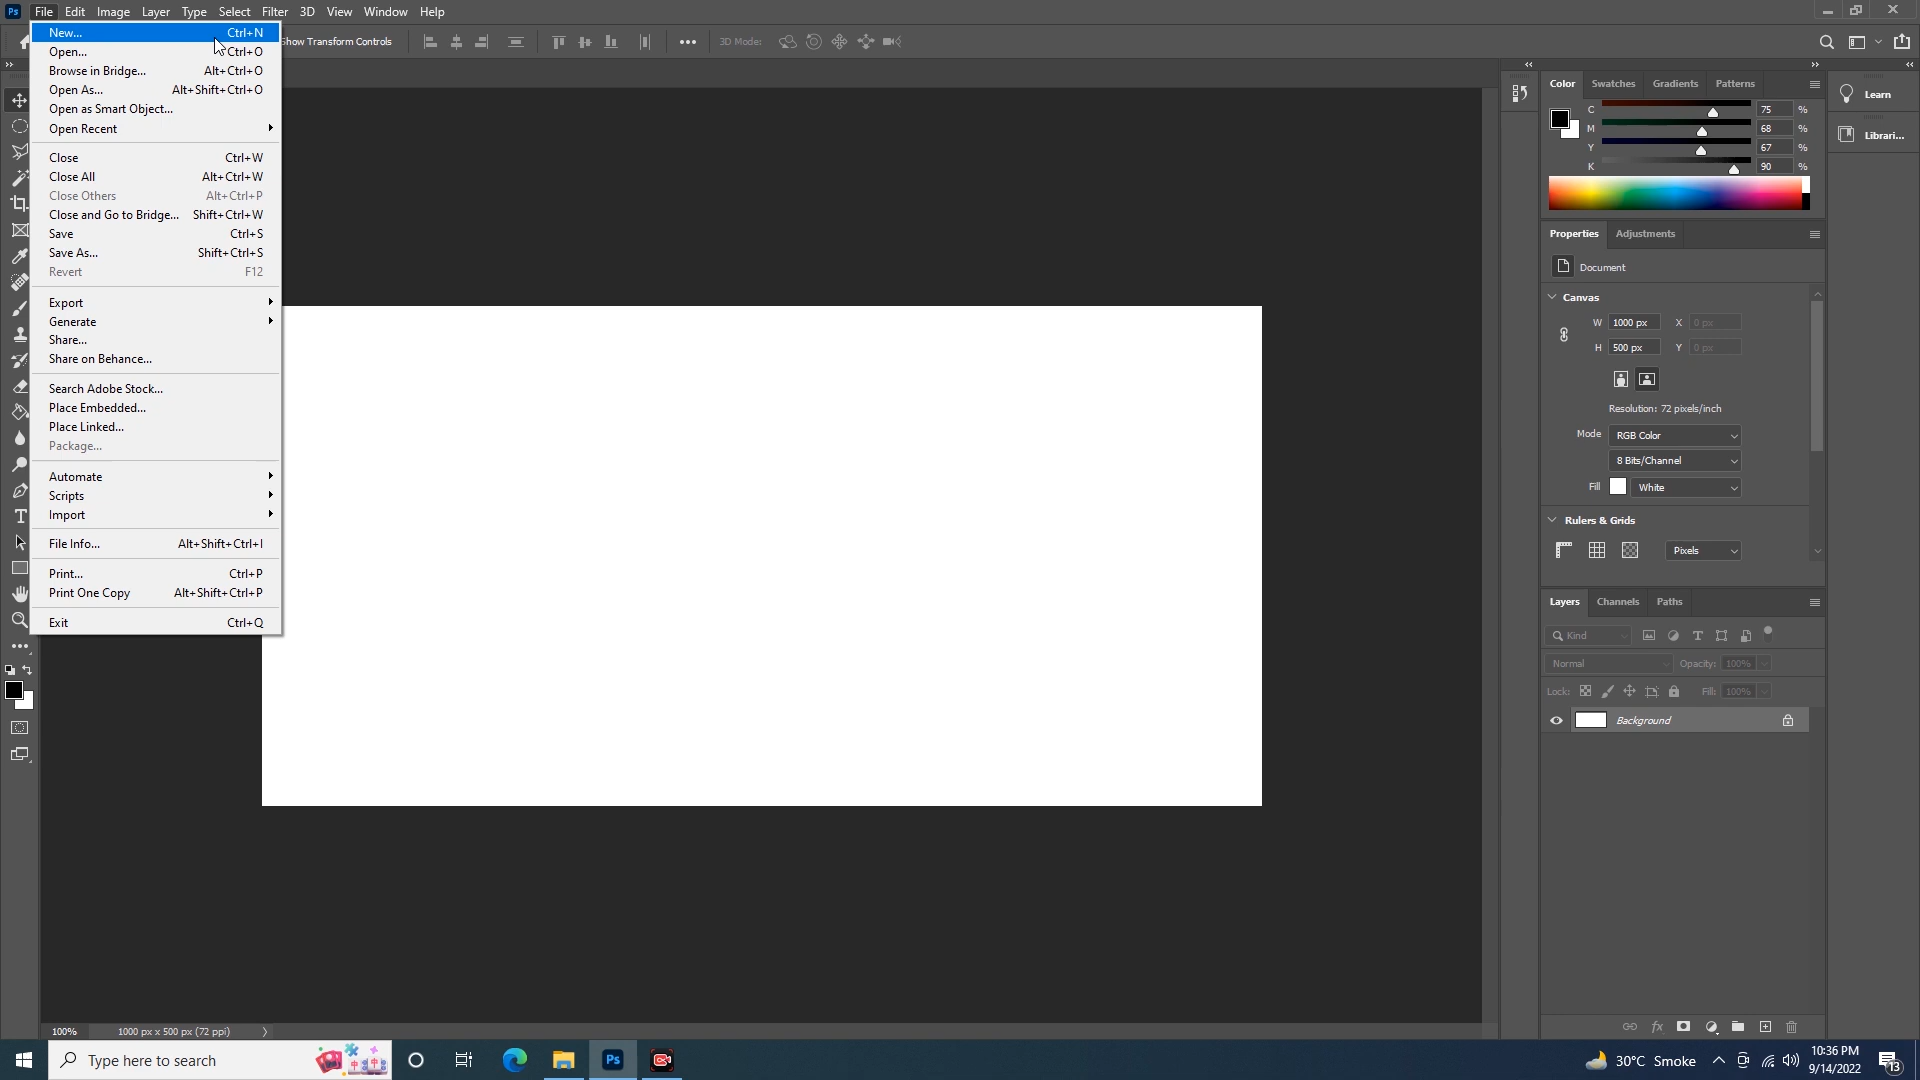 Ps File Edit Image Layer Type Select Filter 3D View Window Help
Show Transform Controls 3D Mode:
New... Ctrl+N
Open... Ctrl+O
Browse in Bridge... Alt+Ctrl+O
Open As... Alt+Shift+Ctrl+O
Open as Smart Object...
Open Recent
Close Ctrl+W
Close All Alt+Ctrl+W
Close Others Alt+Ctrl+P
Close and Go to Bridge... Shift+Ctrl+W
Save Ctrl+S
Save As... Shift+Ctrl+S
Revert F12
Export
Generate
Share...
Share on Behance...
Search Adobe Stock...
Place Embedded...
Place Linked...
Package...
Automate
Scripts
Import
File Info... Alt+Shift+Ctrl+I
Print... Ctrl+P
Print One Copy Alt+Shift+Ctrl+P
Exit Ctrl+Q
Color Swatches Gradients Patterns
C 75 %
M 68 %
Y 67 %
K 90 %
Learn
Librari...
Properties Adjustments
Document
Canvas
W 1000 px X 0 px
H 500 px Y 0 px
Resolution: 72 pixels/inch
Mode RGB Color
8 Bits/Channel
Fill White
Rulers & Grids
Pixels
Layers Channels Paths
Kind
Normal Opacity: 100%
Lock: Fill: 100%
Background
fx
100% 1000 px x 500 px (72 ppi)
Type here to search
Ps
30°C Smoke
10:36 PM
9/14/2022
13